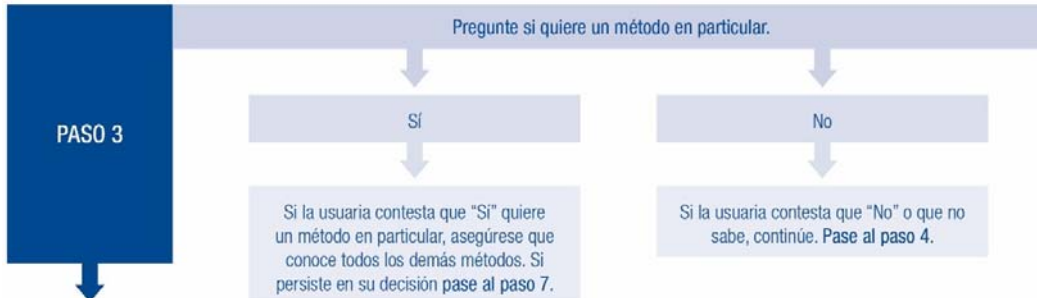 Pregunte si quiere un método en particular.
PASO 3
Sí
No
Si la usuaria contesta que “Sí” quiere
un método en particular, asegúrese que
conoce todos los demás métodos. Si
persiste en su decisión pase al paso 7.
Si la usuaria contesta que “No” o que no
sabe, continúe. Pase al paso 4.